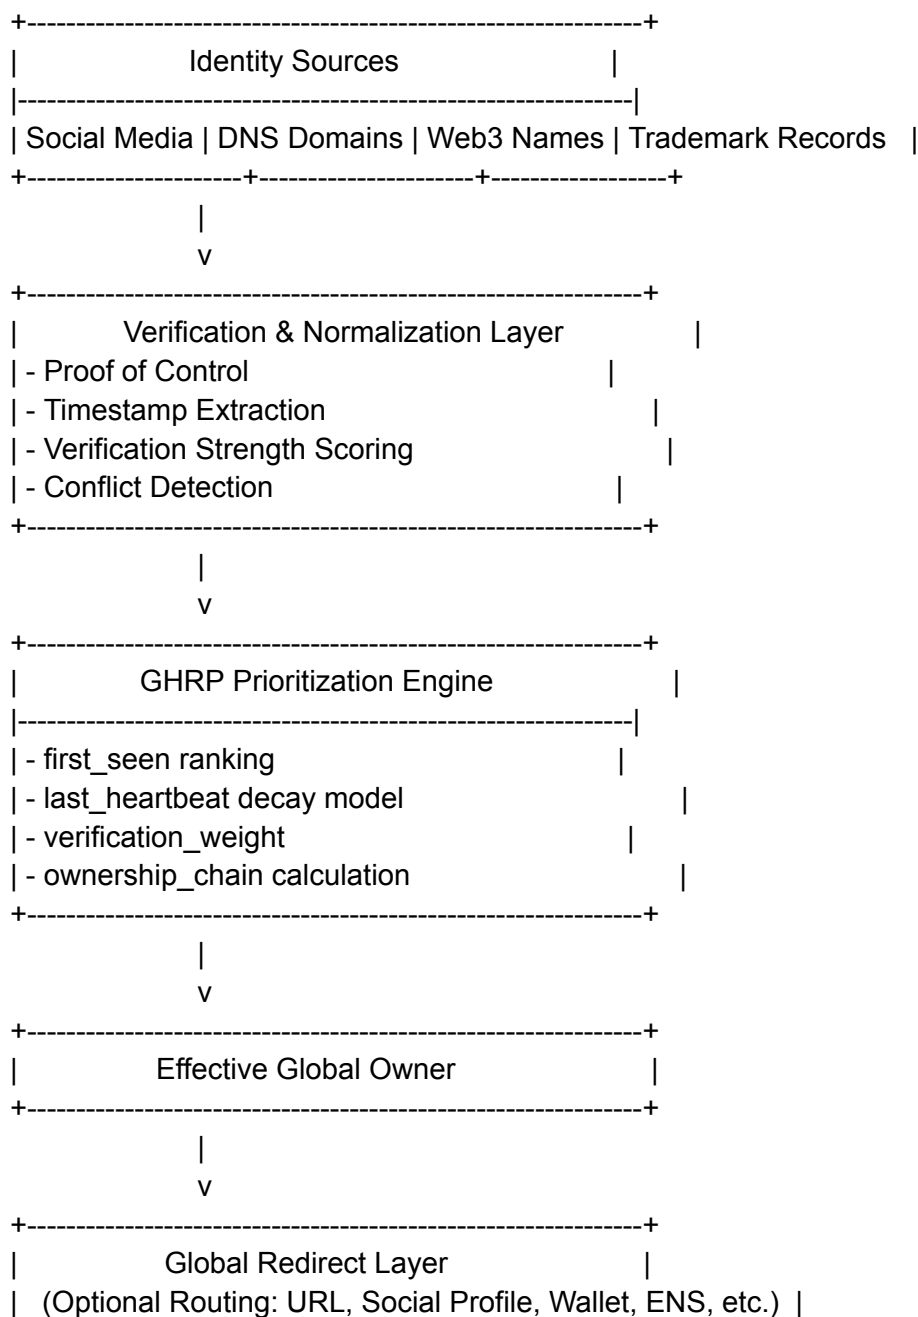 +---------------------------------------------------------------+
|                     Identity Sources                          |
|---------------------------------------------------------------|
| Social Media | DNS Domains | Web3 Names | Trademark Records   |
+----------------------+----------------------+------------------+
|
v
+---------------------------------------------------------------+
|             Verification & Normalization Layer                |
| - Proof of Control                                            |
| - Timestamp Extraction                                        |
| - Verification Strength Scoring                               |
| - Conflict Detection                                          |
+---------------------------------------------------------------+
|
v
+---------------------------------------------------------------+
|               GHRP Prioritization Engine                      |
|---------------------------------------------------------------|
| - first_seen ranking                                          |
| - last_heartbeat decay model                                  |
| - verification_weight                                         |
| - ownership_chain calculation                                 |
+---------------------------------------------------------------+
|
v
+---------------------------------------------------------------+
|                 Effective Global Owner                        |
+---------------------------------------------------------------+
|
v
+---------------------------------------------------------------+
|                  Global Redirect Layer                        |
|   (Optional Routing: URL, Social Profile, Wallet, ENS, etc.)  |